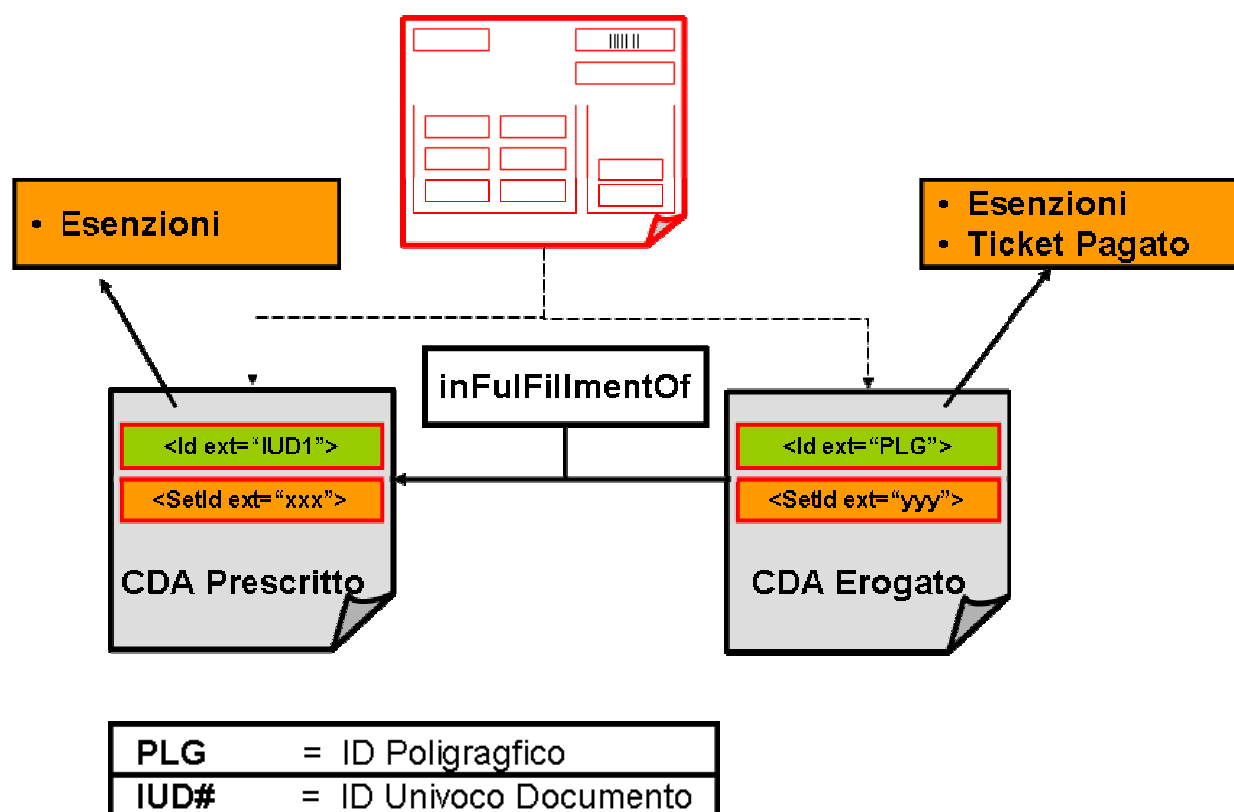 • Esenzioni
• Esenzioni
• Ticket Pagato
inFulFillmentOf
<Id ext="IUD1">
<SetId ext="xxx">
CDA Prescritto
<Id ext="PLG">
<SetId ext="yyy">
CDA Erogato
PLG = ID Poligragfico
IUD# = ID Univoco Documento